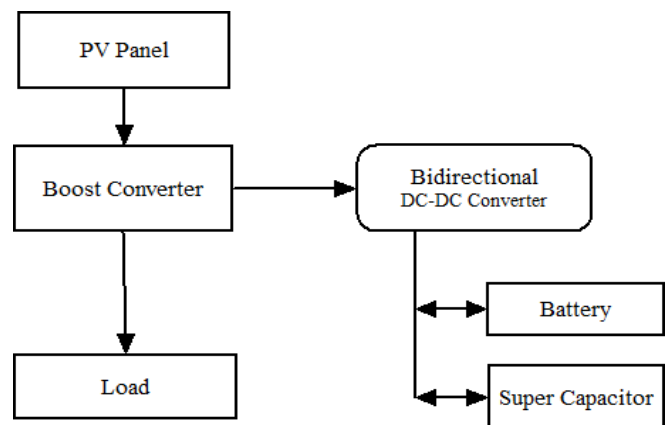 PV Panel
Boost Converter
Bidirectional
DC-DC Converter
Battery
Load
Super Capacitor